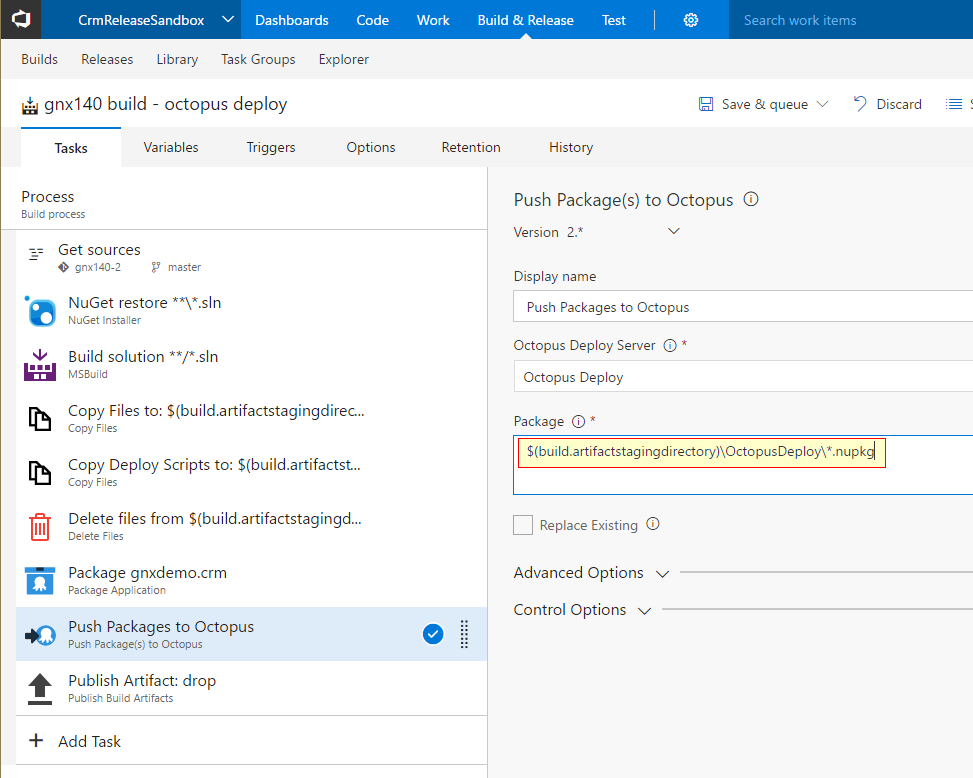 CrmReleaseSandbox Dashboards Code Work Build & Release Test Search work items
Builds Releases Library Task Groups Explorer
gnx140 build - octopus deploy Save & queue Discard S
Tasks Variables Triggers Options Retention History
Process
Build process
Get sources
gnx140-2 master
NuGet restore **\*.sln
NuGet Installer
Build solution **/*.sln
MSBuild
Copy Files to: $(build.artifactstagingdirec...
Copy Files
Copy Deploy Scripts to: $(build.artifactst...
Copy Files
Delete files from $(build.artifactstagingd...
Delete Files
Package gnxdemo.crm
Package Application
Push Packages to Octopus
Push Package(s) to Octopus
Publish Artifact: drop
Publish Build Artifacts
+ Add Task
Push Package(s) to Octopus
Version 2.*
Display name
Push Packages to Octopus
Octopus Deploy Server *
Octopus Deploy
Package *
$(build.artifactstagingdirectory)\OctopusDeploy\*.nupkg
Replace Existing
Advanced Options
Control Options